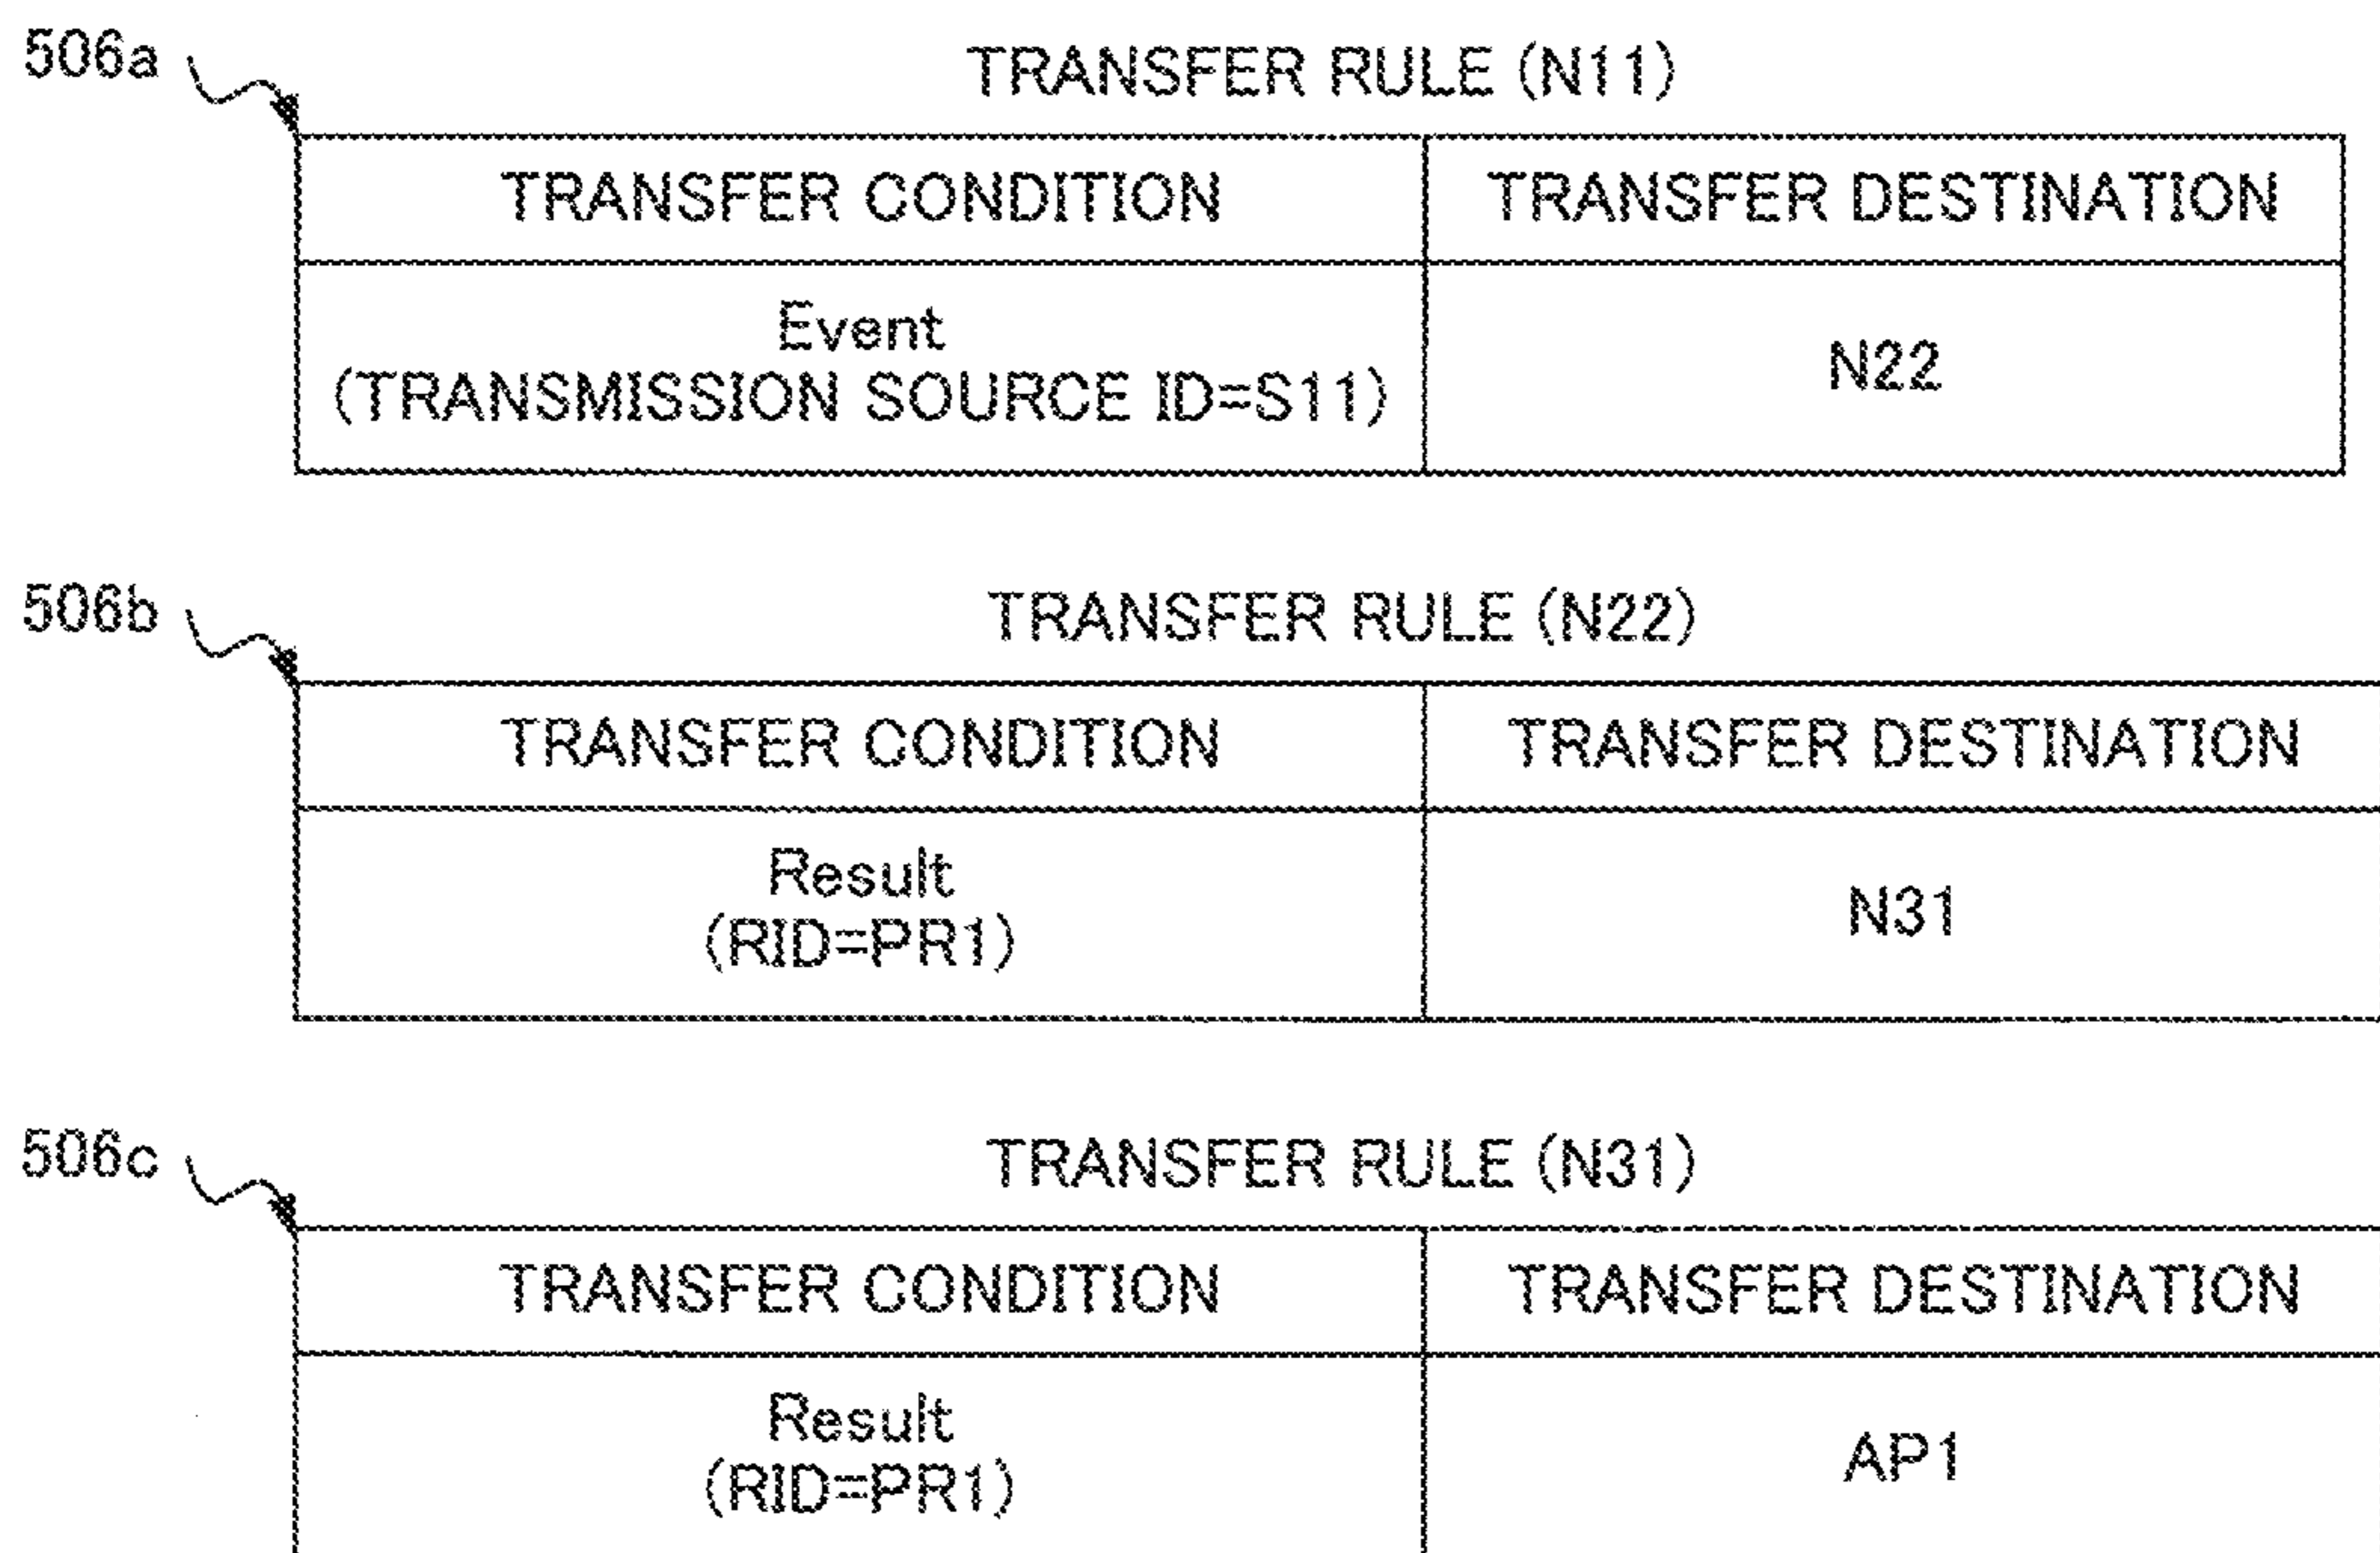 506a
TRANSFER RULE (N11)
TRANSFER CONDITION
TRANSFER DESTINATION
Event
(TRANSMISSION SOURCE ID=S11)
N22
506b
TRANSFER RULE (N22)
TRANSFER CONDITION
TRANSFER DESTINATION
Result
(RID=PR1)
N31
506c
TRANSFER RULE (N31)
TRANSFER CONDITION
TRANSFER DESTINATION
Result
(RID=PR1)
AP1